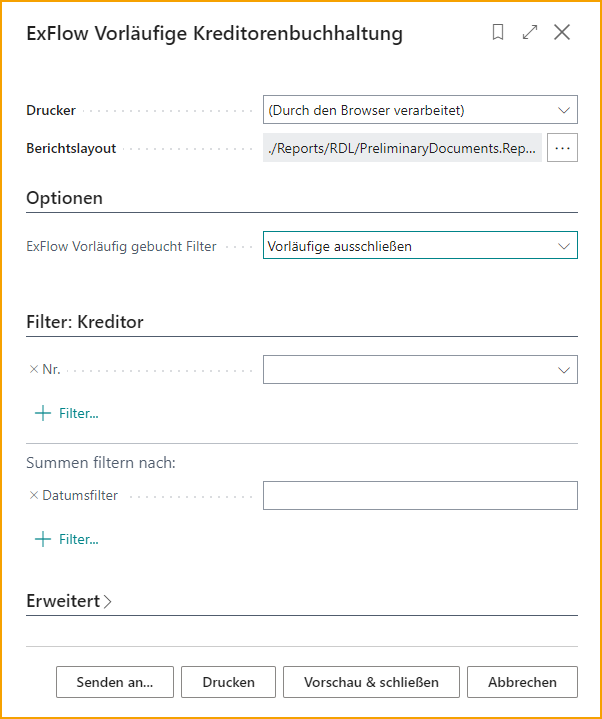 ExFlow Vorläufige Kreditorenbuchhaltung
Drucker (Durch den Browser verarbeitet)
Berichtslayout ./Reports/RDL/PreliminaryDocuments.Rep... ...
Optionen
ExFlow Vorläufig gebucht Filter Vorläufige ausschließen
Filter: Kreditor
Nr.
Filter...
Summen filtern nach:
Datumsfilter
Filter...
Erweitert
Senden an... Drucken Vorschau & schließen Abbrechen